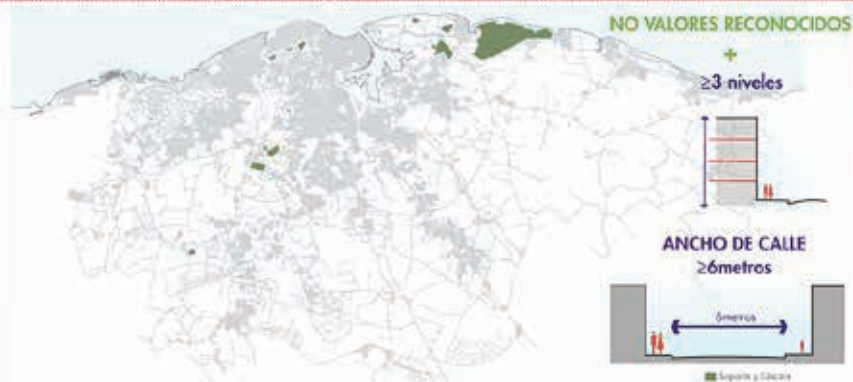 NO VALORES RECONOCIDOS
+
≥3 niveles
ANCHO DE CALLE
≥6metros
6metros
Soporte y Cáscara